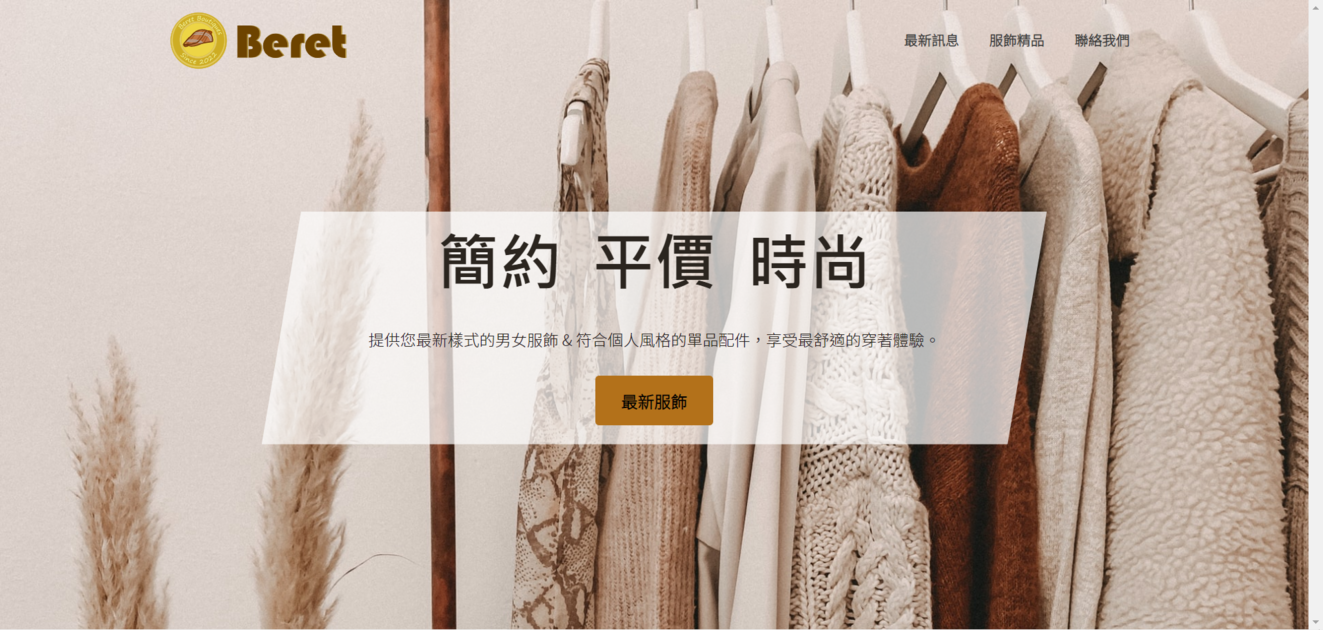 Beret
最新訊息 服飾精品 聯絡我們
簡約 平價 時尚
提供您最新樣式的男女服飾 & 符合個人風格的單品配件，享受最舒適的穿著體驗。
最新服飾